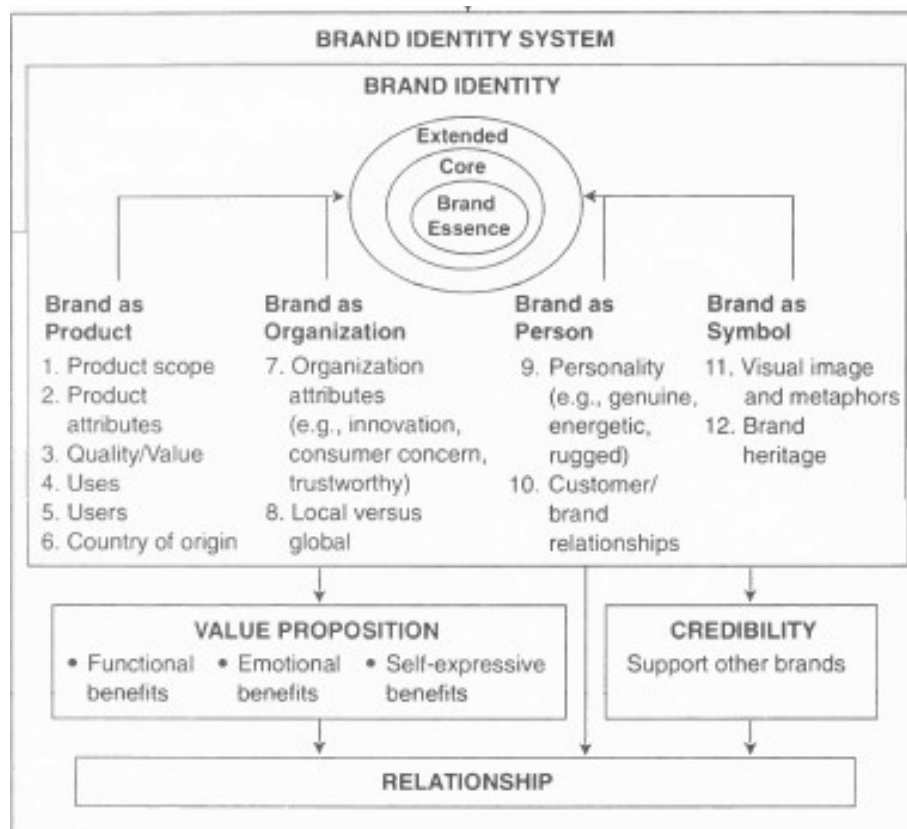 BRAND IDENTITY SYSTEM
BRAND IDENTITY
Extended
Core
Brand
Essence
Brand as
Product
1. Product scope
2. Product
attributes
3. Quality/Value
4. Uses
5. Users
6. Country of origin
Brand as
Organization
7. Organization
attributes
(e.g., innovation,
consumer concern,
trustworthy)
8. Local versus
global
Brand as
Person
9. Personality
(e.g., genuine,
energetic,
rugged)
10. Customer/
brand
relationships
Brand as
Symbol
11. Visual image
and metaphors
12. Brand
heritage
VALUE PROPOSITION
• Functional
benefits
• Emotional
benefits
• Self-expressive
benefits
CREDIBILITY
Support other brands
RELATIONSHIP